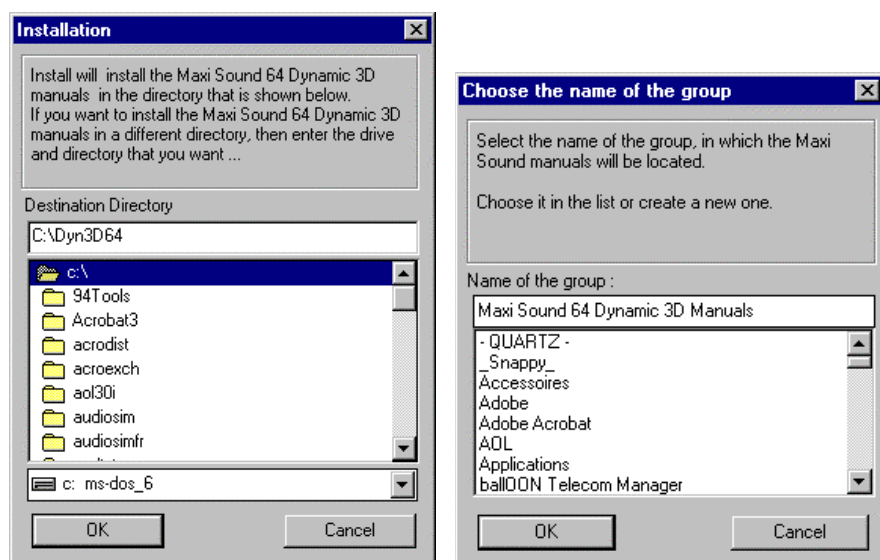 Installation
Install will install the Maxi Sound 64 Dynamic 3D
manuals in the directory that is shown below.
If you want to install the Maxi Sound 64 Dynamic 3D
manuals in a different directory, then enter the drive
and directory that you want ...
Destination Directory
C:\Dyn3D64
c:\
94Tools
Acrobat3
acrodist
acroexch
aol30i
audiosim
audiosimfr
c: ms-dos_6
OK
Cancel
Choose the name of the group
Select the name of the group, in which the Maxi
Sound manuals will be located.
Choose it in the list or create a new one.
Name of the group :
Maxi Sound 64 Dynamic 3D Manuals
- QUARTZ -
_Snappy_
Accessoires
Adobe
Adobe Acrobat
AOL
Applications
ballOON Telecom Manager
OK
Cancel